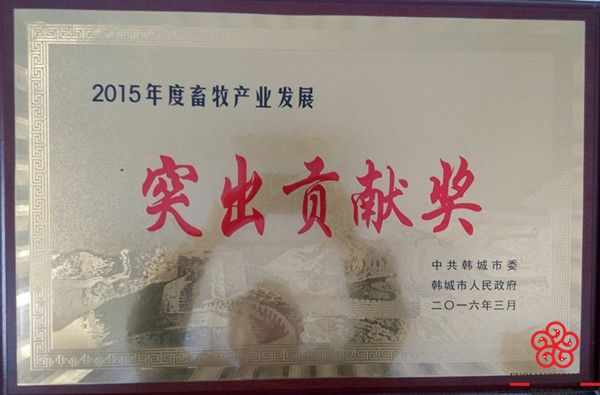 2015年度畜牧产业发展
突出贡献奖
中共韩城市委
韩城市人民政府
二〇一六年三月